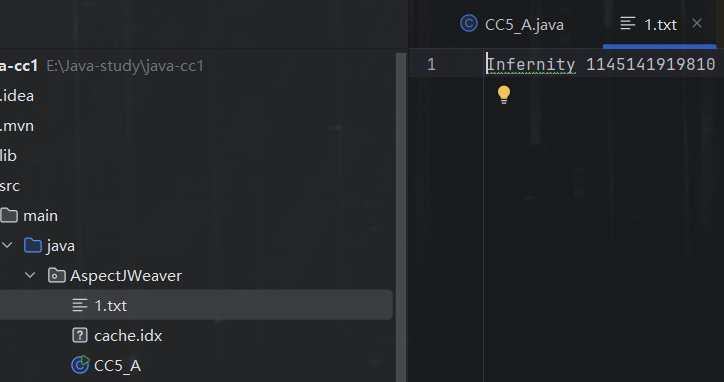 CC5_A.java
1.txt
a-cc1 E:\Java-study\java-cc1
.idea
.mvn
lib
src
main
java
AspectJWeaver
1.txt
cache.idx
CC5_A
1 Infernity 1145141919810